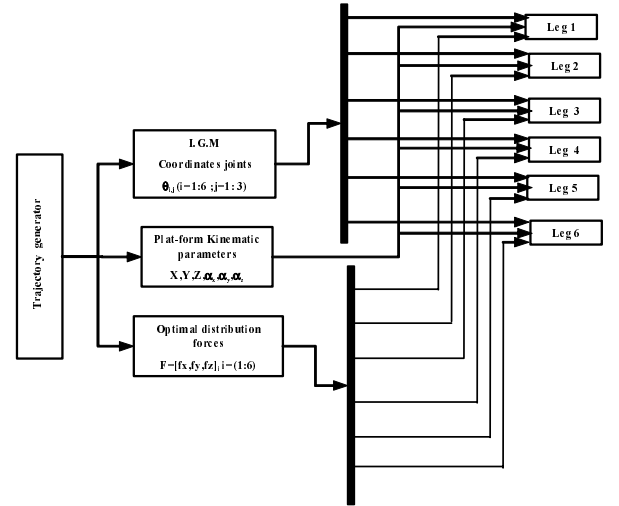 Trajectory generator
I. G.M
Coordinates joints
θi,j (i=1:6 ;j=1:3)
Plat-form Kinematic
parameters
X,Y,Z,αx,αy,αz
Optimal distribution
forces
F=[fx,fy,fz]i i=(1:6)
Leg 1
Leg 2
Leg 3
Leg 4
Leg 5
Leg 6